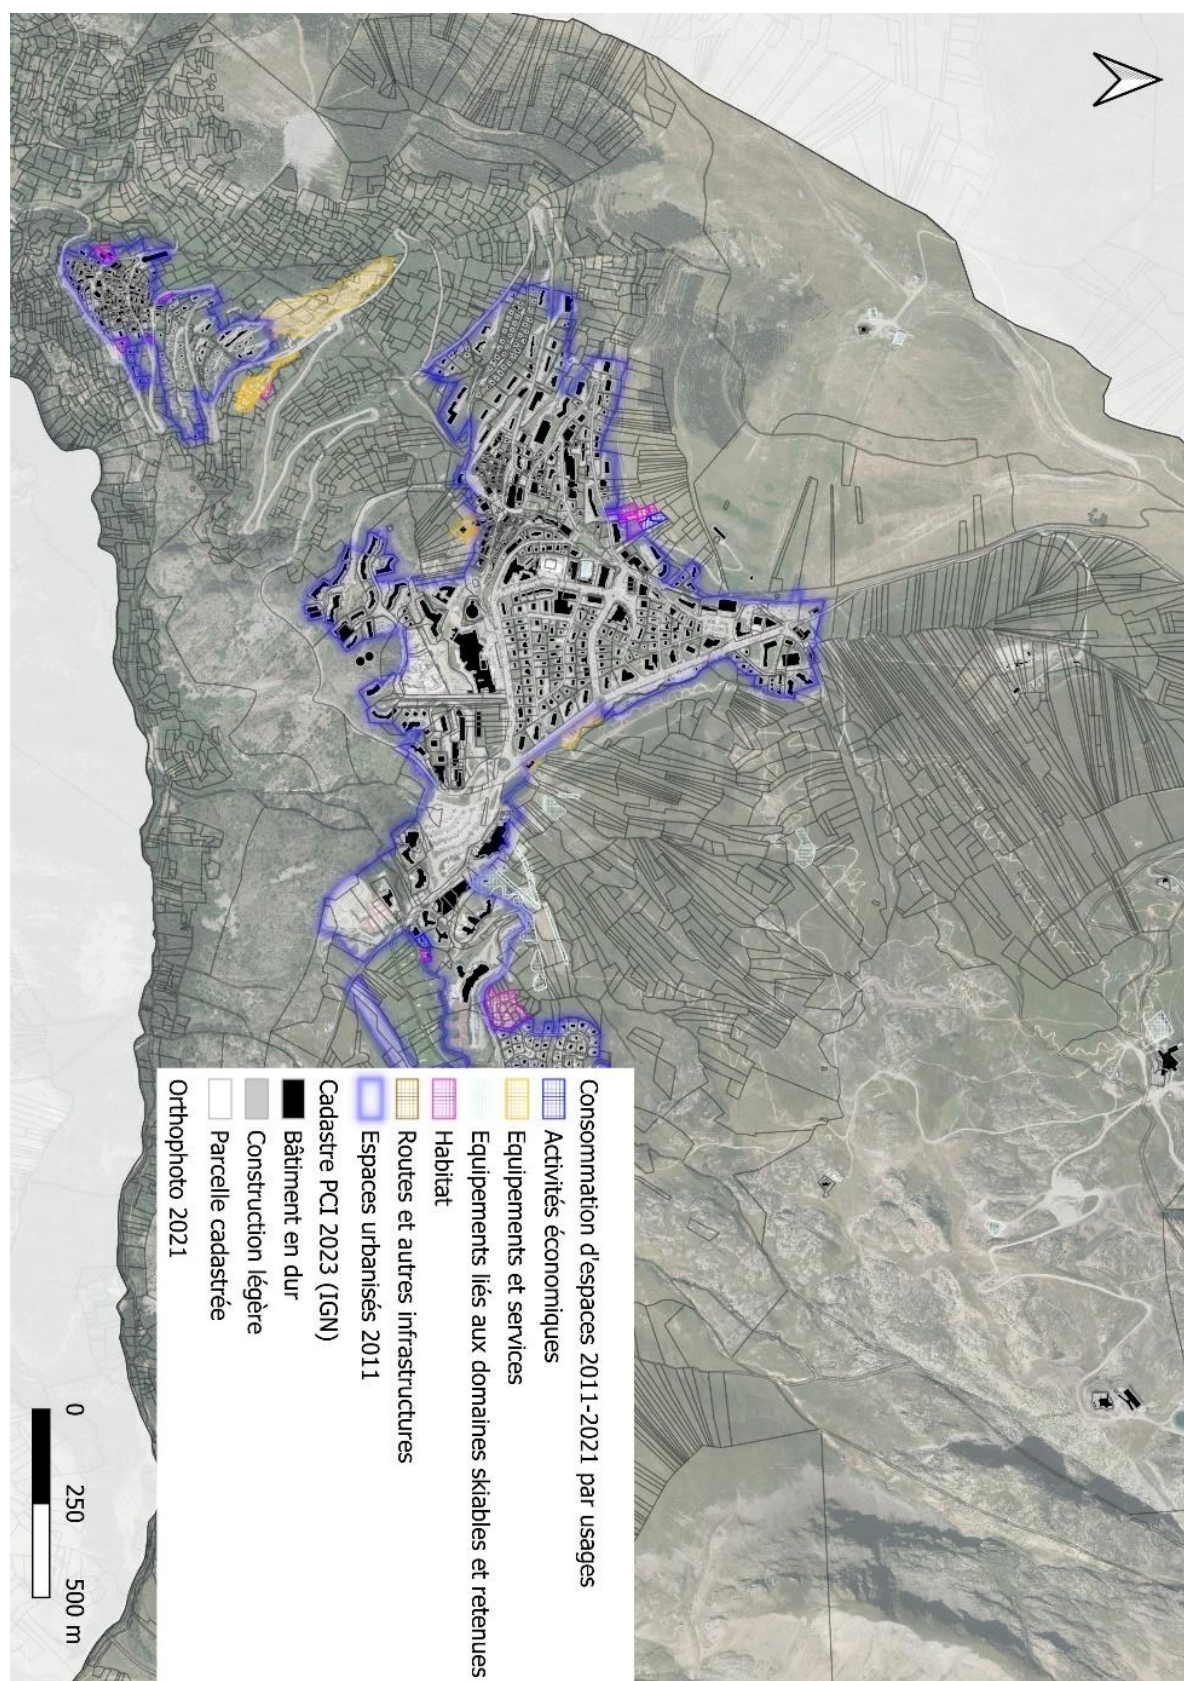 Consommation d'espaces 2011-2021 par usages
Activités économiques
Equipements et services
Equipements liés aux domaines skiables et retenues
Habitat
Routes et autres infrastructures
Espaces urbanisés 2011
Cadastre PCI 2023 (IGN)
Bâtiment en dur
Construction légère
Parcelle cadastrée
Orthophoto 2021
0 250 500 m